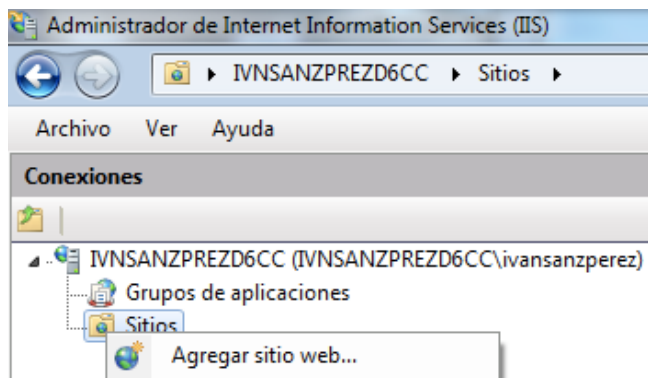 Administrador de Internet Information Services (IIS)
IVNSANZPREZD6CC Sitios
Archivo Ver Ayuda
Conexiones
IVNSANZPREZD6CC (IVNSANZPREZD6CC\ivansanzperez)
Grupos de aplicaciones
Sitios
Agregar sitio web...